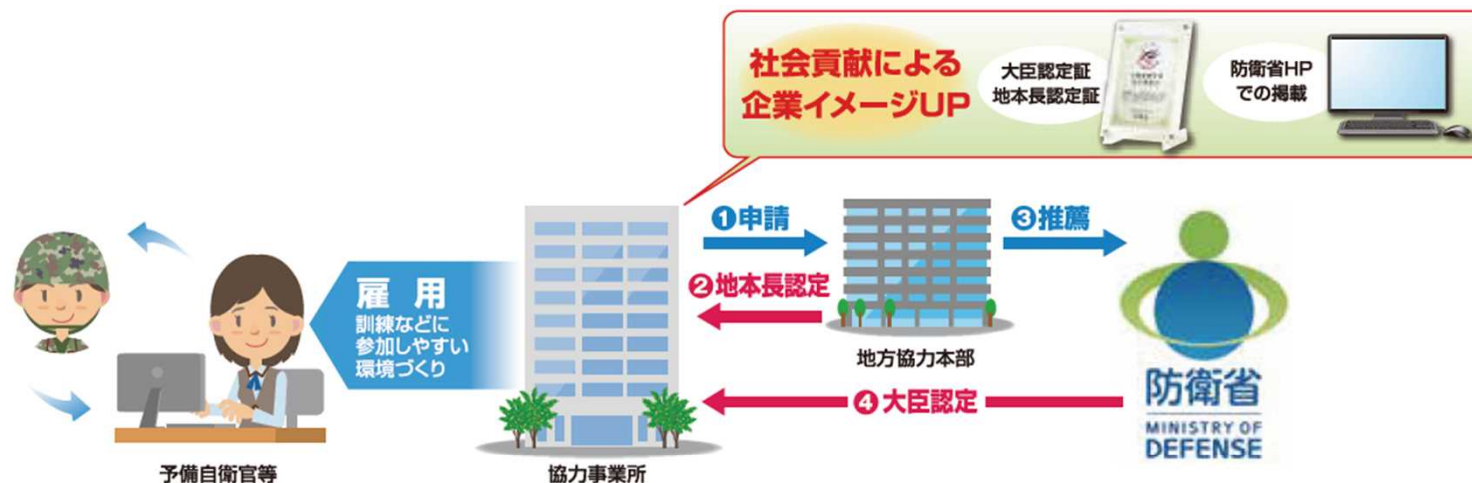 社会貢献による
企業イメージUP
大臣認定証
地本長認定証
防衛省HP
での掲載
❶申請
❸推薦
❷地本長認定
雇用
訓練などに
参加しやすい
環境づくり
地方協力本部
❹大臣認定
防衛省
MINISTRY OF
DEFENSE
予備自衛官等
協力事業所